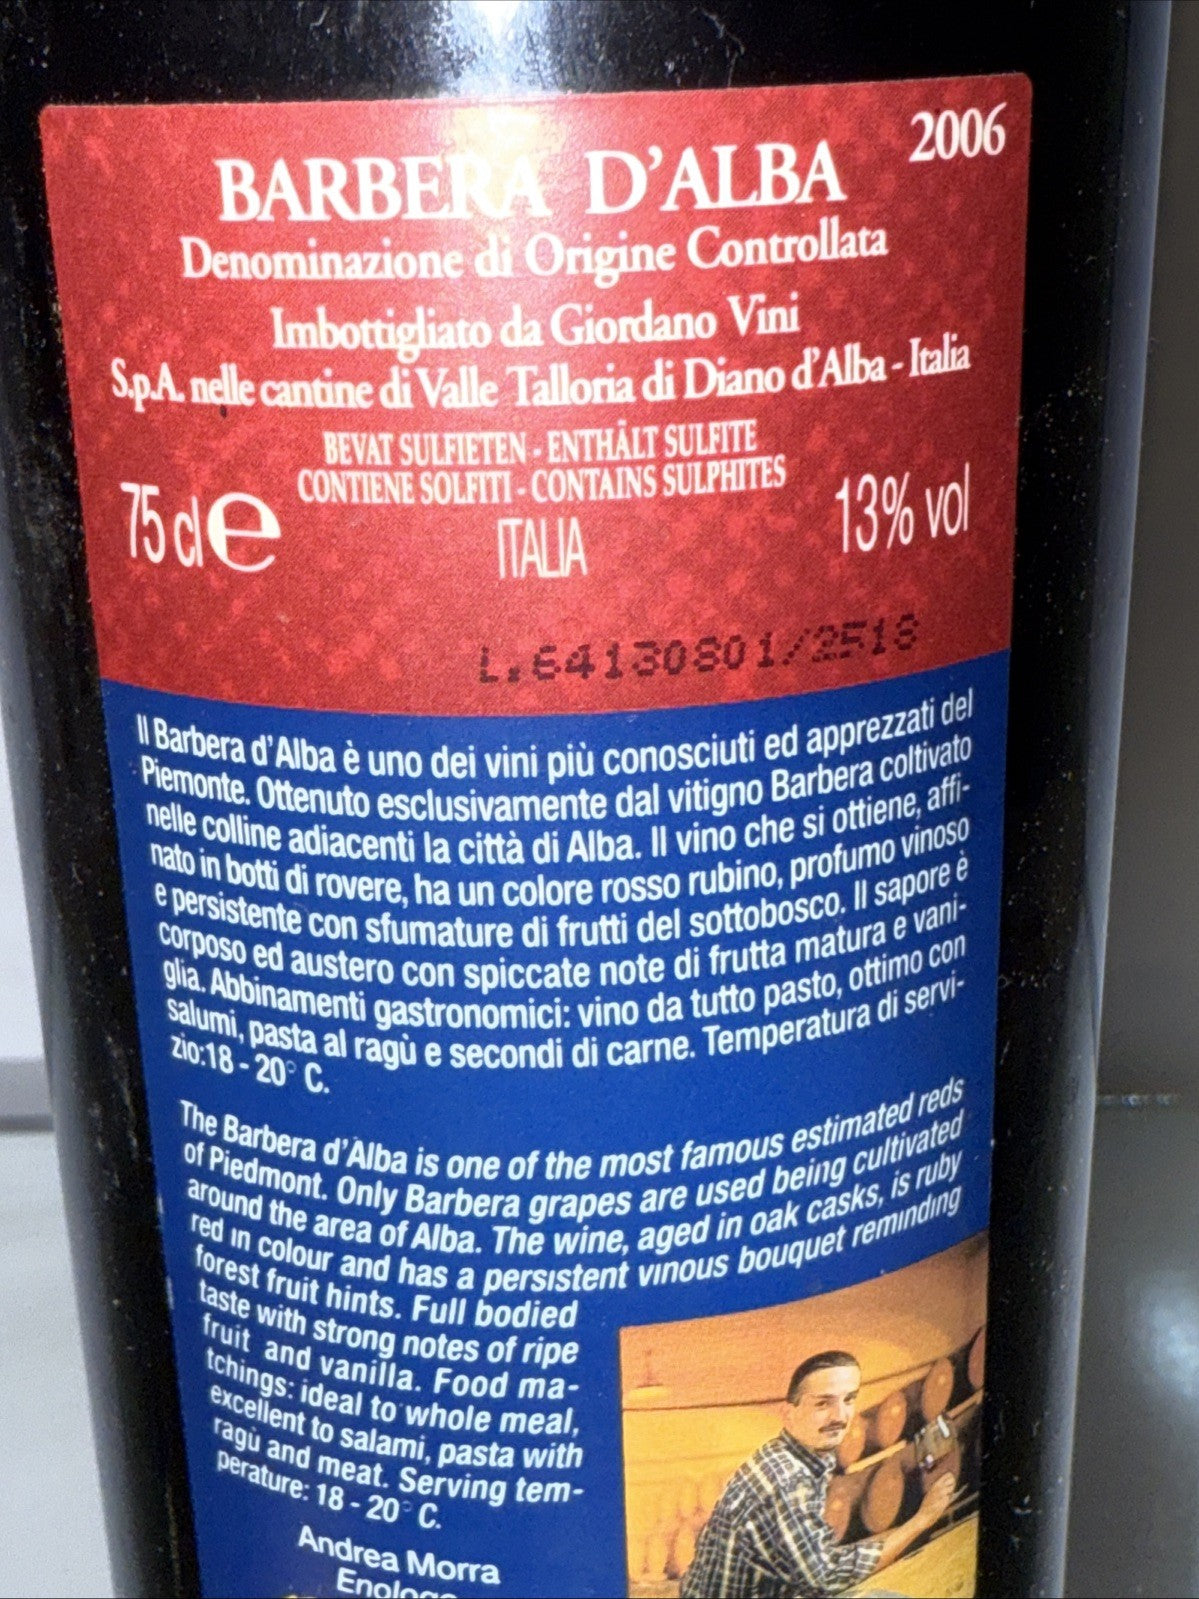 2006
BARBERA D'ALBA
Denominazione di Origine Controllata
Imbottigliato da Giordano Vini
S.p.A. nelle cantine di Valle Talloria di Diano d'Alba - Italia
BEVAT SULFIETEN - ENTHÄLT SULFITE
CONTIENE SOLFITI - CONTAINS SULPHITES
75 cl e
ITALIA
13% vol
L.64130801/2518
Il Barbera d'Alba è uno dei vini più conosciuti ed apprezzati del
Piemonte. Ottenuto esclusivamente dal vitigno Barbera coltivato
nelle colline adiacenti la città di Alba. Il vino che si ottiene, affi-
nato in botti di rovere, ha un colore rosso rubino, profumo vinoso
e persistente con sfumature di frutti del sottobosco. Il sapore è
corposo ed austero con spiccate note di frutta matura e vani-
glia. Abbinamenti gastronomici: vino da tutto pasto, ottimo con
salumi, pasta al ragù e secondi di carne. Temperatura di servi-
zio:18 - 20° C.
The Barbera d'Alba is one of the most famous estimated reds
of Piedmont. Only Barbera grapes are used being cultivated
around the area of Alba. The wine, aged in oak casks, is ruby
red in colour and has a persistent vinous bouquet reminding
forest fruit hints. Full bodied
taste with strong notes of ripe
fruit and vanilla. Food ma-
tchings: ideal to whole meal,
excellent to salami, pasta with
ragù and meat. Serving tem-
perature: 18 - 20° C.
Andrea Morra
Enologo